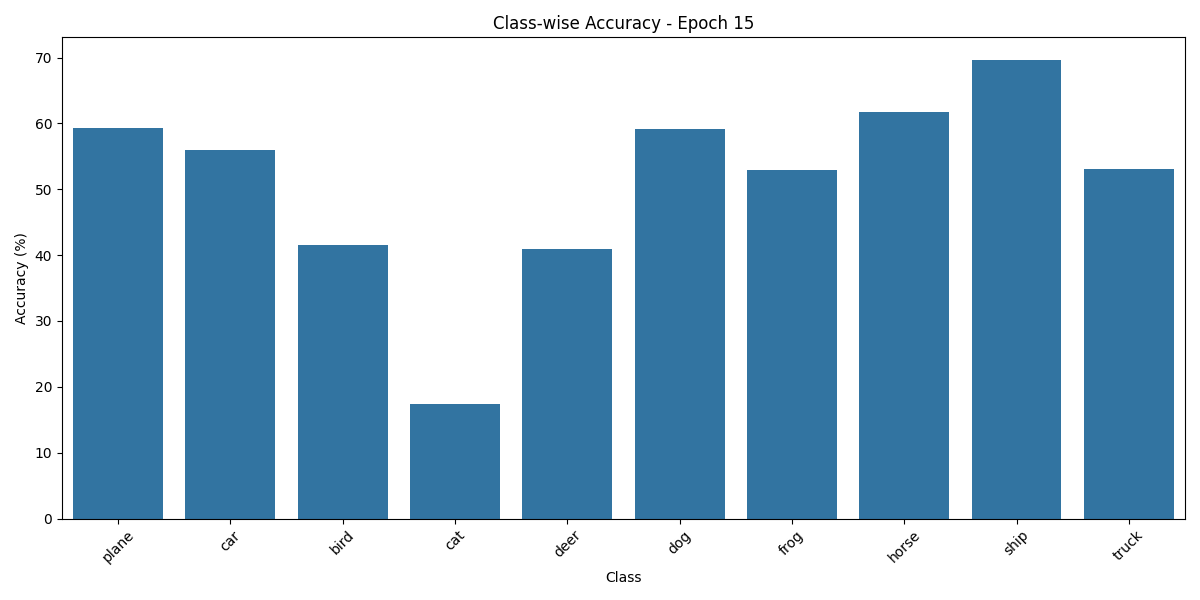 Class-wise Accuracy - Epoch 15
Accuracy (%)
70
60
50
40
30
20
10
0
plane
car
bird
cat
deer
dog
frog
horse
ship
truck
Class